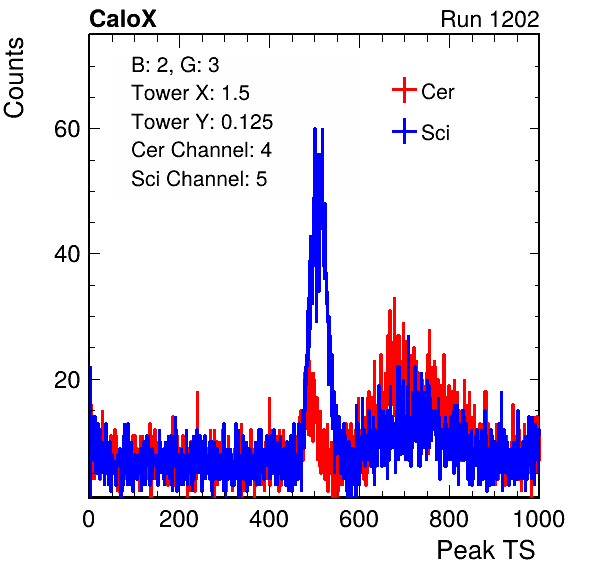 CaloX
Run 1202
Counts
B: 2, G: 3
Tower X: 1.5
Tower Y: 0.125
Cer Channel: 4
Sci Channel: 5
Cer
Sci
60
40
20
0 200 400 600 800 1000
Peak TS